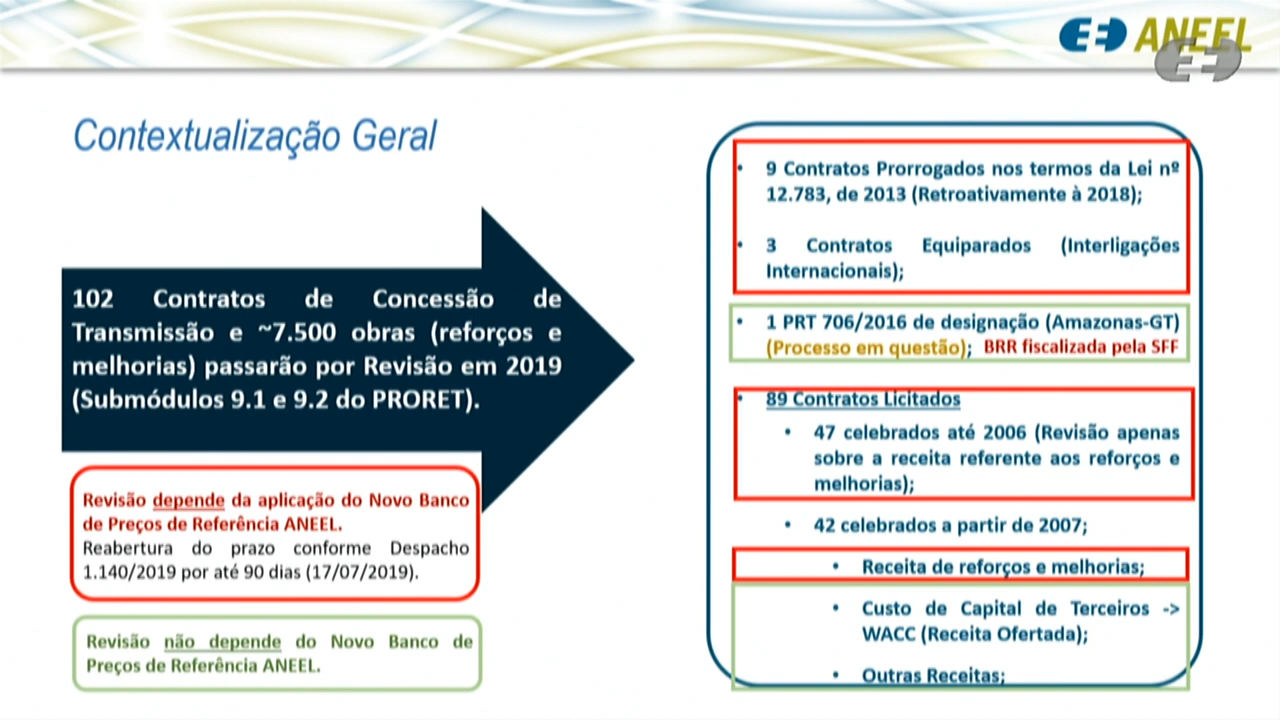 ANEEL
Contextualização Geral
102 Contratos de Concessão de
Transmissão e ~7.500 obras (reforços e
melhorias) passarão por Revisão em 2019
(Submódulos 9.1 e 9.2 do PRORET).
Revisão depende da aplicação do Novo Banco
de Preços de Referência ANEEL.
Reabertura do prazo conforme Despacho
1.140/2019 por até 90 dias (17/07/2019).
Revisão não depende do Novo Banco de
Preços de Referência ANEEL.
• 9 Contratos Prorrogados nos termos da Lei nº
12.783, de 2013 (Retroativamente à 2018);
• 3 Contratos Equiparados (Interligações
Internacionais);
• 1 PRT 706/2016 de designação (Amazonas-GT)
(Processo em questão); BRR fiscalizada pela SFF
• 89 Contratos Licitados
• 47 celebrados até 2006 (Revisão apenas
sobre a receita referente aos reforços e
melhorias);
• 42 celebrados a partir de 2007;
• Receita de reforços e melhorias;
• Custo de Capital de Terceiros ->
WACC (Receita Ofertada);
• Outras Receitas;